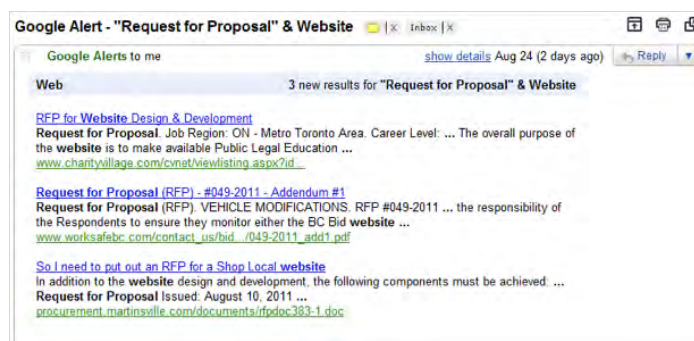 Google Alert - "Request for Proposal" & Website | X Inbox | X
Google Alerts to me show details Aug 24 (2 days ago) Reply
Web 3 new results for "Request for Proposal" & Website
RFP for Website Design & Development
Request for Proposal. Job Region: ON - Metro Toronto Area. Career Level: ... The overall purpose of
the website is to make available Public Legal Education ...
www.charityvillage.com/cvnet/viewlisting.aspx?id...
Request for Proposal (RFP) - #049-2011 - Addendum #1
Request for Proposal (RFP). VEHICLE MODIFICATIONS. RFP #049-2011 ... the responsibility of
the Respondents to ensure they monitor either the BC Bid website ...
www.worksafebc.com/contact_us/bid.../049-2011_add1.pdf
So I need to put out an RFP for a Shop Local website
In addition to the website design and development, the following components must be achieved: ...
Request for Proposal Issued: August 10, 2011 ...
procurement.martinsville.com/documents/rfpdoc383-1.doc